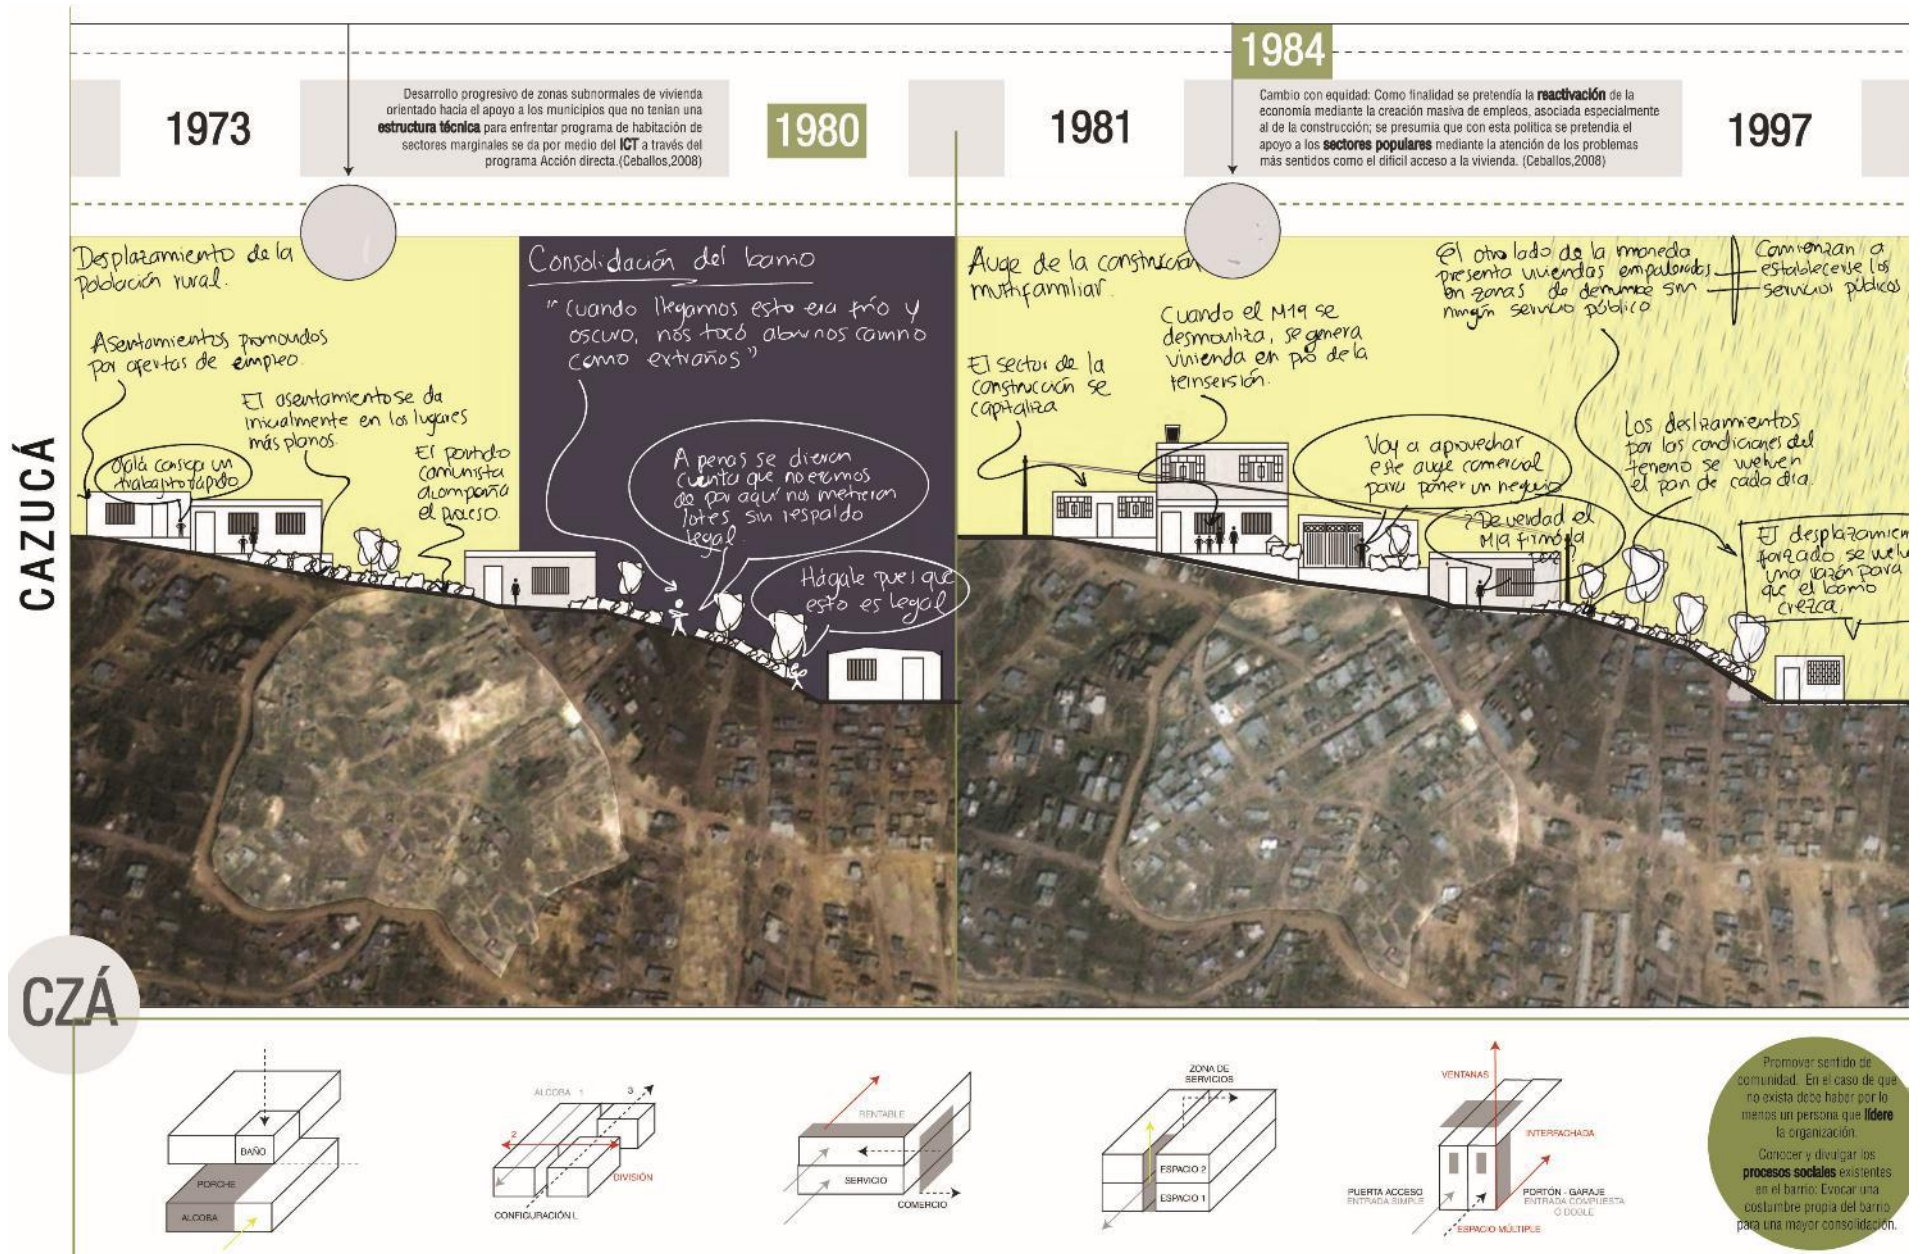 1984
1973
Desarrollo progresivo de zonas subnormales de vivienda
orientado hacia el apoyo a los municipios que no tenían una
estructura técnica para enfrentar programa de habitación de
sectores marginales se da por medio del ICT a través del
programa Acción directa.(Ceballos,2008)
1980
1981
Cambio con equidad: Como finalidad se pretendía la reactivación de la
economía mediante la creación masiva de empleos, asociada especialmente
al de la construcción; se presumia que con esta política se pretendia el
apoyo a los sectores populares mediante la atención de los problemas
más sentidos como el dificil acceso a la vivienda. (Ceballos,2008)
1997
CAZUCÁ
Desplazamiento de la
Población rural.
Asentamientos promovidos
por ofertas de empleo.
El asentamiento se da
inicialmente en los lugares
más planos.
Ojalá consiga un
trabajito rápido
El partido
comunista
acompaña
el proceso.
Consolidación del barrio
"Cuando llegamos esto era frío y
oscuro, nos tocó abrirnos camino
como extraños"
A penas se dieron
cuenta que no eramos
de por aquí nos metieron
lotes sin respaldo
legal.
Hágale pues que
esto es legal
Auge de la construcción
multifamiliar.
El sector de la
construcción se
capitaliza
Cuando el M19 se
desmoviliza, se genera
vivienda en pro de la
reinsersión.
Voy a aprovechar
este auge comercial
para poner un negocio
¿De verdad el
firmó la
El otro lado de la moneda
presenta viviendas
en zonas de derrumbe sin
ningún servicio público
Comienzan a
establecerse los
servicios públicos
Los deslizamientos
por las condiciones del
terreno se vuelven
el pan de cada día.
El desplazamien
forzado se vuelv
una razón para
que el barrio
crezca.
CZÁ
BAÑO
PORCHE
ALCOBA
ALCOBA 1
3
2
DIVISIÓN
CONFIGURACIÓN L
RENTABLE
SERVICIO
COMERCIO
ZONA DE
SERVICIOS
ESPACIO 2
ESPACIO 1
VENTANAS
INTERFACHADA
PUERTA ACCESO
ENTRADA SIMPLE
PORTÓN - GARAJE
ENTRADA COMPUESTA
O DOBLE
ESPACIO MÚLTIPLE
Promover sentido de
comunidad. En el caso de que
no exista debe haber por lo
menos un persona que lidere
la organización.
Conocer y divulgar los
procesos sociales existentes
en el barrio: Evocar una
costumbre propia del barrio
para una mayor consolidación.